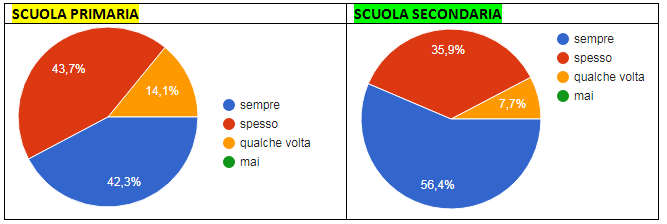 SCUOLA PRIMARIA
43,7%
14,1%
42,3%
sempre
spesso
qualche volta
mai
SCUOLA SECONDARIA
35,9%
7,7%
56,4%
sempre
spesso
qualche volta
mai